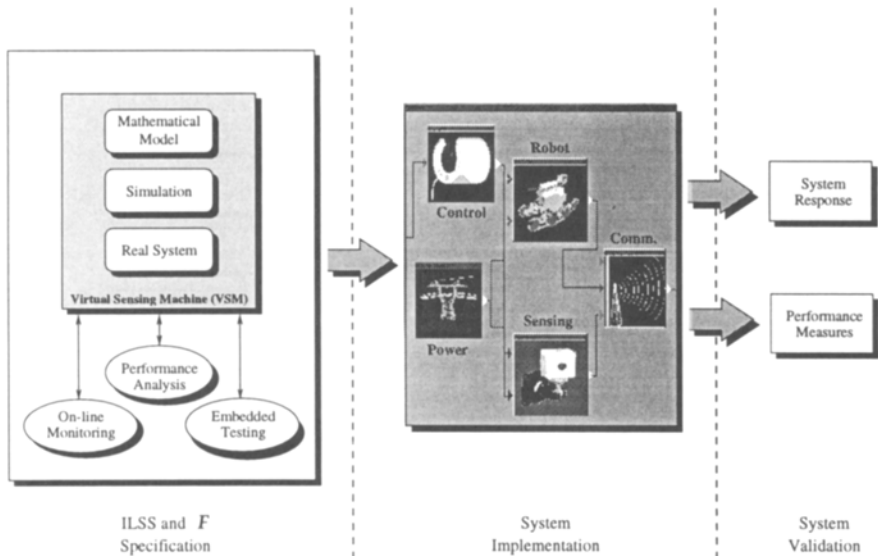 Mathematical
Model
Simulation
Real System
Virtual Sensing Machine (VSM)
Performance
Analysis
On-line
Monitoring
Embedded
Testing
Control
Robot
Comm.
Power
Sensing
System
Response
Performance
Measures
ILSS and F
Specification
System
Implementation
System
Validation